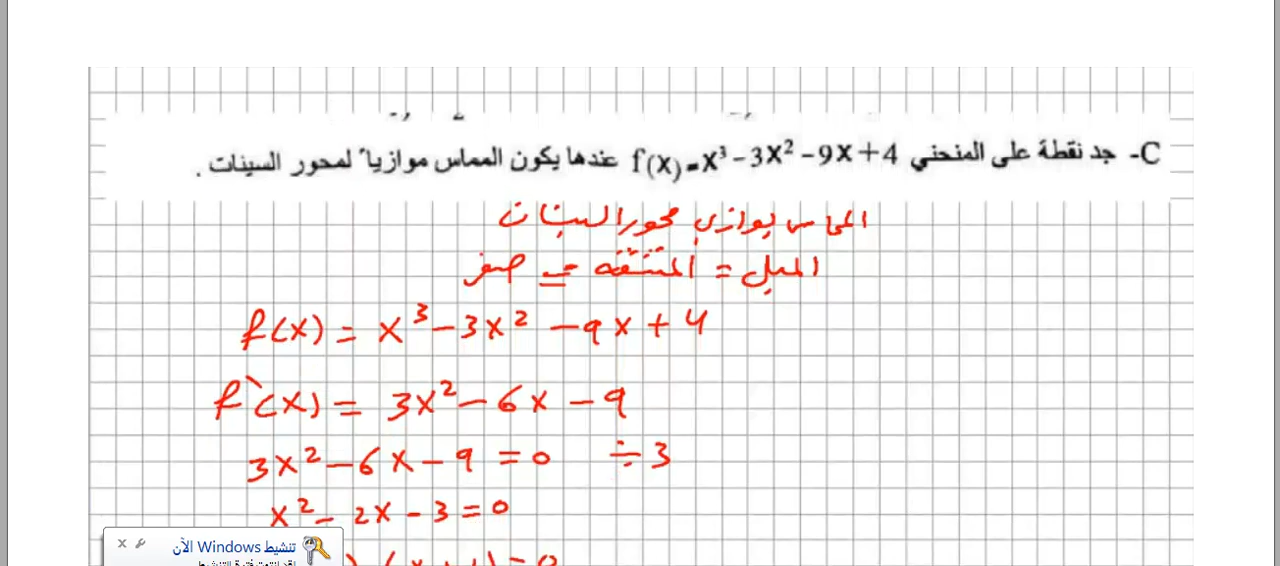 C- جد نقطة على المنحني f(x)=x³-3x²-9x+4 عندها يكون المماس موازياً لمحور السينات .
المماس يوازي محور السينات
الميل = المشتقة = صفر
f(x) = x³ - 3x² - 9x + 4
f`(x) = 3x² - 6x - 9
3x² - 6x - 9 = 0 ÷ 3
x² - 2x - 3 = 0
تنشيط Windows الآن